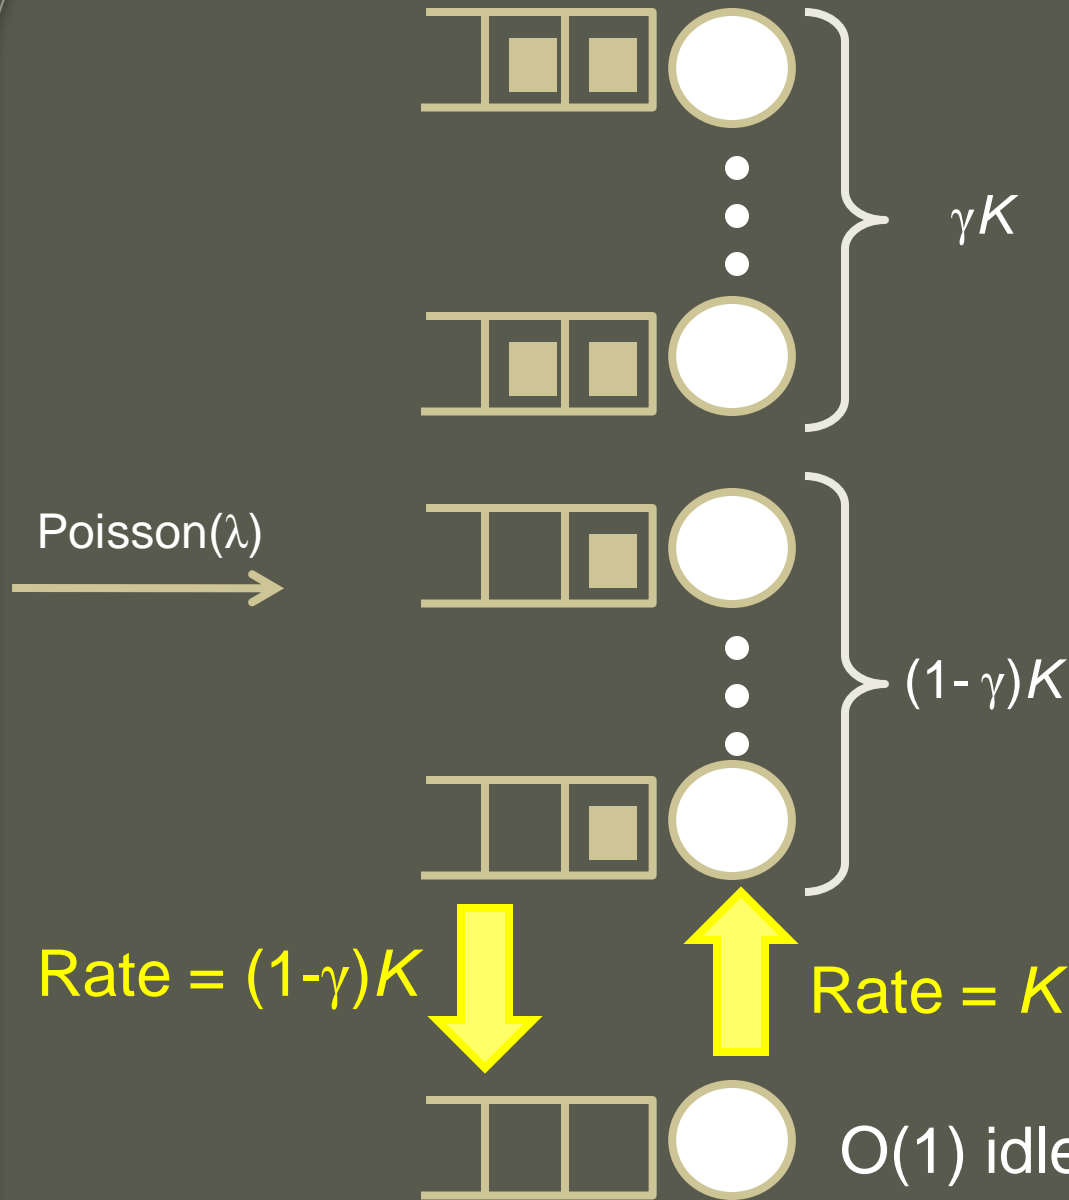 γK
Poisson(λ)
(1- γ)K
Rate = (1-γ)K
Rate = K
O(1) idle